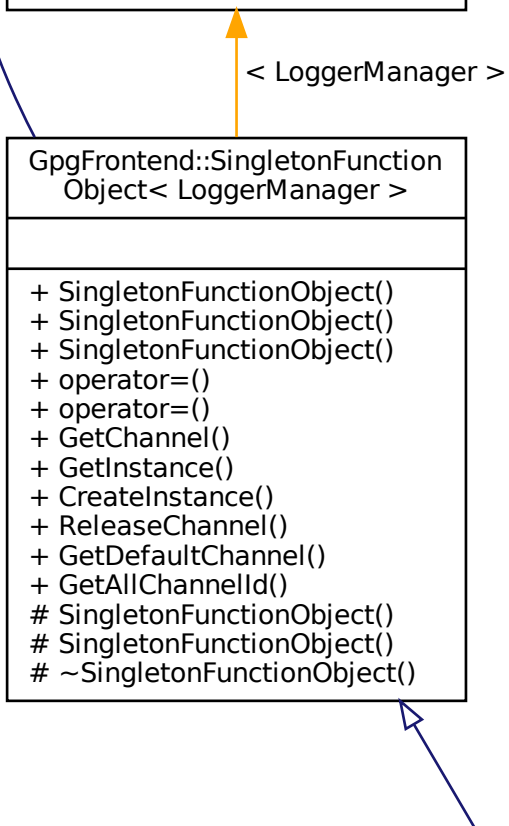 < LoggerManager >
GpgFrontend::SingletonFunction
Object< LoggerManager >
+ SingletonFunctionObject()
+ SingletonFunctionObject()
+ SingletonFunctionObject()
+ operator=()
+ operator=()
+ GetChannel()
+ GetInstance()
+ CreateInstance()
+ ReleaseChannel()
+ GetDefaultChannel()
+ GetAllChannelId()
# SingletonFunctionObject()
# SingletonFunctionObject()
# ~SingletonFunctionObject()